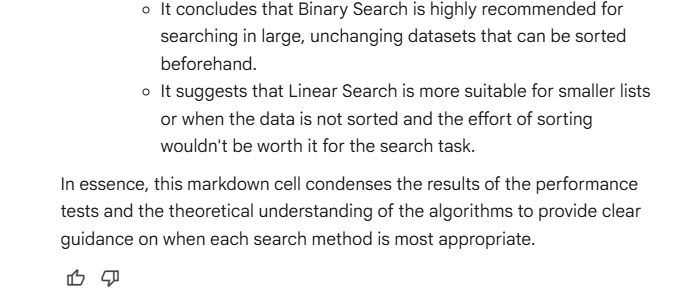 It concludes that Binary Search is highly recommended for
searching in large, unchanging datasets that can be sorted
beforehand.
It suggests that Linear Search is more suitable for smaller lists
or when the data is not sorted and the effort of sorting
wouldn't be worth it for the search task.
In essence, this markdown cell condenses the results of the performance
tests and the theoretical understanding of the algorithms to provide clear
guidance on when each search method is most appropriate.